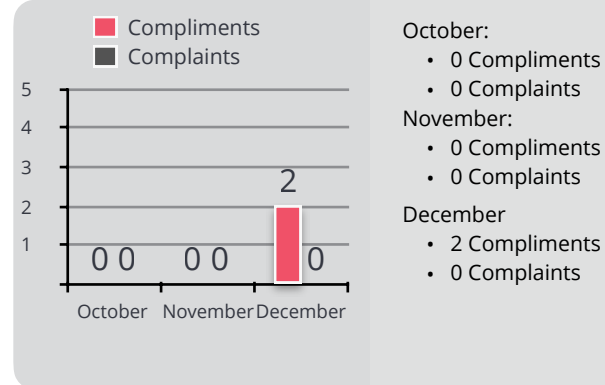 Compliments
Complaints
5
4
3
2
1
0 0
0 0
2
0
October November December
October:
• 0 Compliments
• 0 Complaints
November:
• 0 Compliments
• 0 Complaints
December
• 2 Compliments
• 0 Complaints